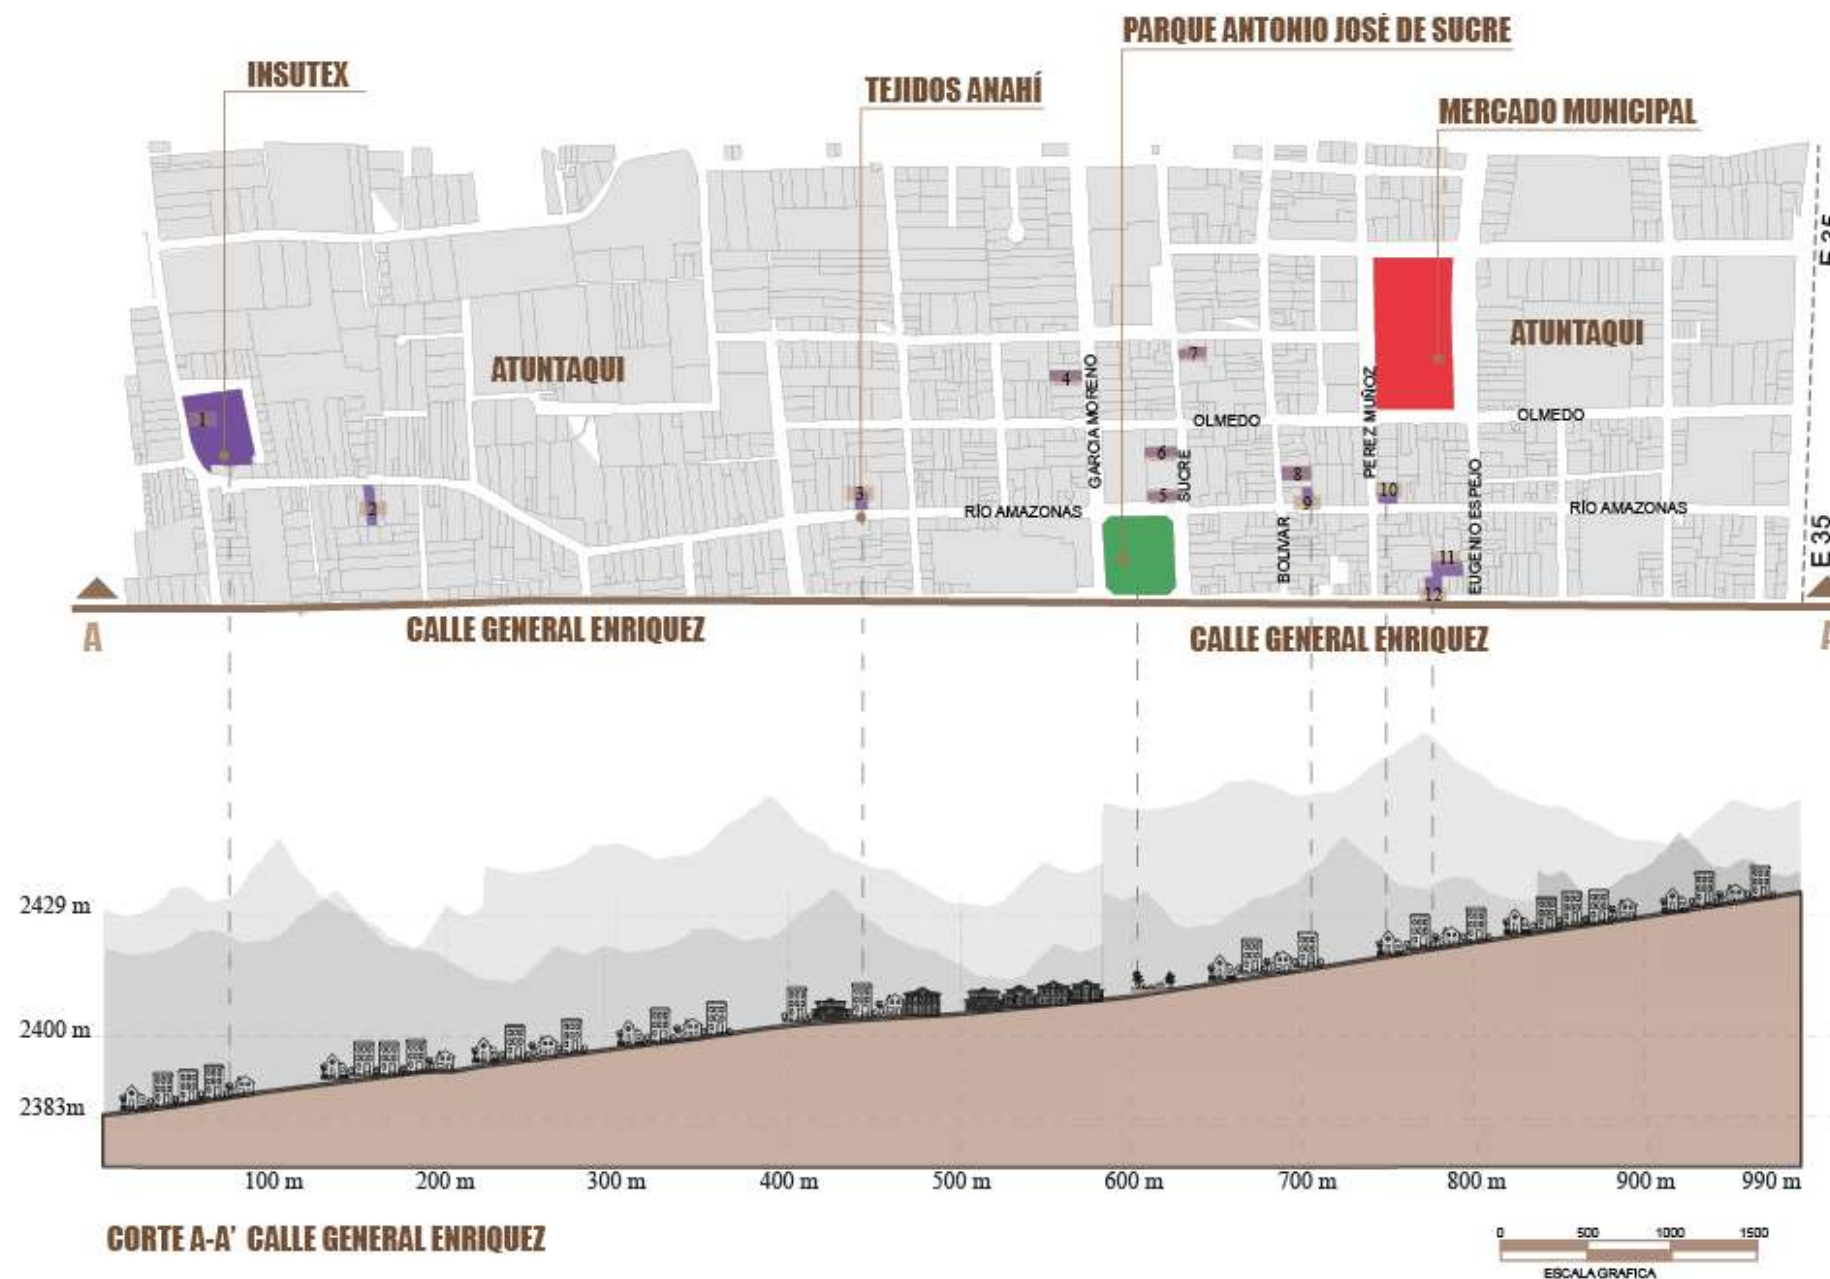 PARQUE ANTONIO JOSÉ DE SUCRE
INSUTEX
TEJIDOS ANAHÍ
MERCADO MUNICIPAL
E 35
ATUNTAQUI
ATUNTAQUI
GARCIA MORENO
PEREZ MUÑOZ
OLMEDO
OLMEDO
SUCRE
EUGENIO ESPEJO
RÍO AMAZONAS
RÍO AMAZONAS
BOLIVAR
E 35
1
2
3
4
5
6
7
8
9
10
11
12
A
CALLE GENERAL ENRIQUEZ
CALLE GENERAL ENRIQUEZ
2429 m
2400 m
2383m
100 m
200 m
300 m
400 m
500 m
600 m
700 m
800 m
900 m
990 m
CORTE A-A' CALLE GENERAL ENRIQUEZ
0 500 1000 1500
ESCALA GRAFICA